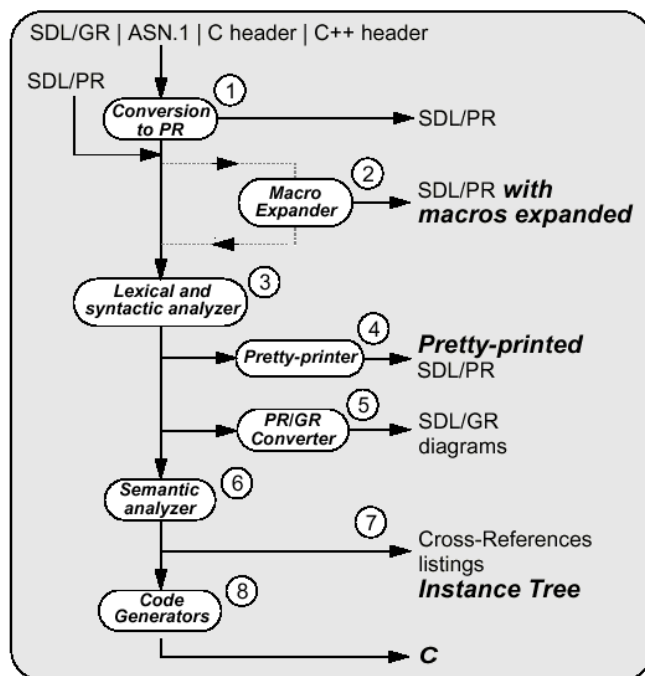 SDL/GR | ASN.1 | C header | C++ header
SDL/PR
1
Conversion
to PR
SDL/PR
2
Macro
Expander
SDL/PR with
macros expanded
3
Lexical and
syntactic analyzer
4
Pretty-printer
Pretty-printed
SDL/PR
5
PR/GR
Converter
SDL/GR
diagrams
6
Semantic
analyzer
7
Cross-References
listings
Instance Tree
8
Code
Generators
C